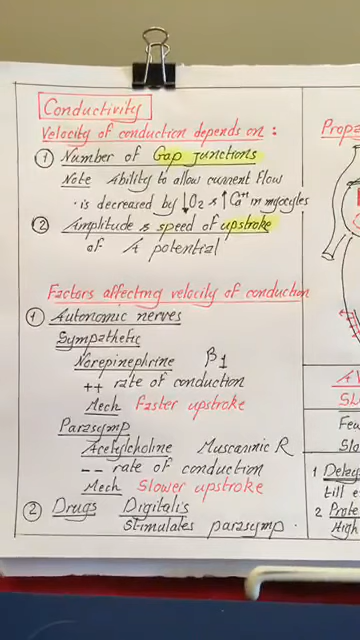 Conductivity
Velocity of conduction depends on :
① Number of Gap junctions
Note Ability to allow current flow
is decreased by ↓O2 & ↑Ca++ in myocytes
② Amplitude & speed of upstroke
of A potential
Factors affecting velocity of conduction
① Autonomic nerves
Sympathetic
Norepinephrine β1
++ rate of conduction
Mech Faster upstroke
Parasymp
Acetylcholine Muscarinic R
-- rate of conduction
Mech Slower upstroke
② Drugs Digitalis
Stimulates parasymp.
Propa
A V
SL
Few
Slo
1 Delay
till e
2 Prote
High